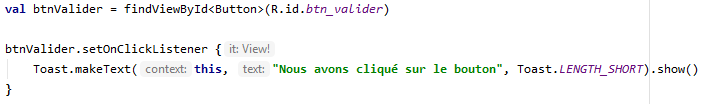 val btnValider = findViewById<Button>(R.id.btn_valider)
btnValider.setOnClickListener { it: View!
Toast.makeText( context: this, text: "Nous avons cliqué sur le bouton", Toast.LENGTH_SHORT).show()
}